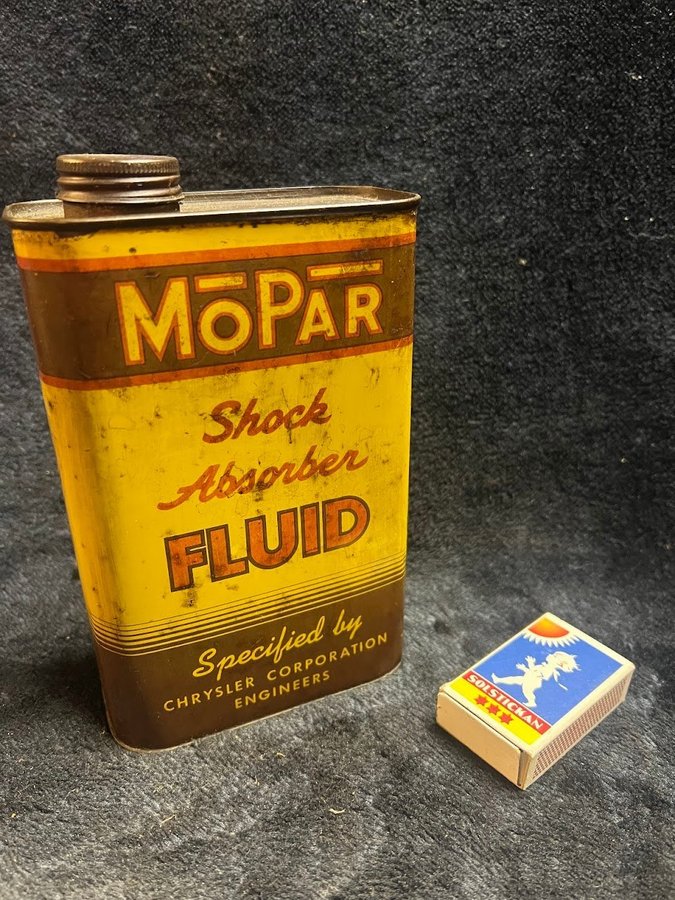 MoPAR
Shock
Absorber
FLUID
Specified by
CHRYSLER CORPORATION
ENGINEERS
SOLSTICKAN